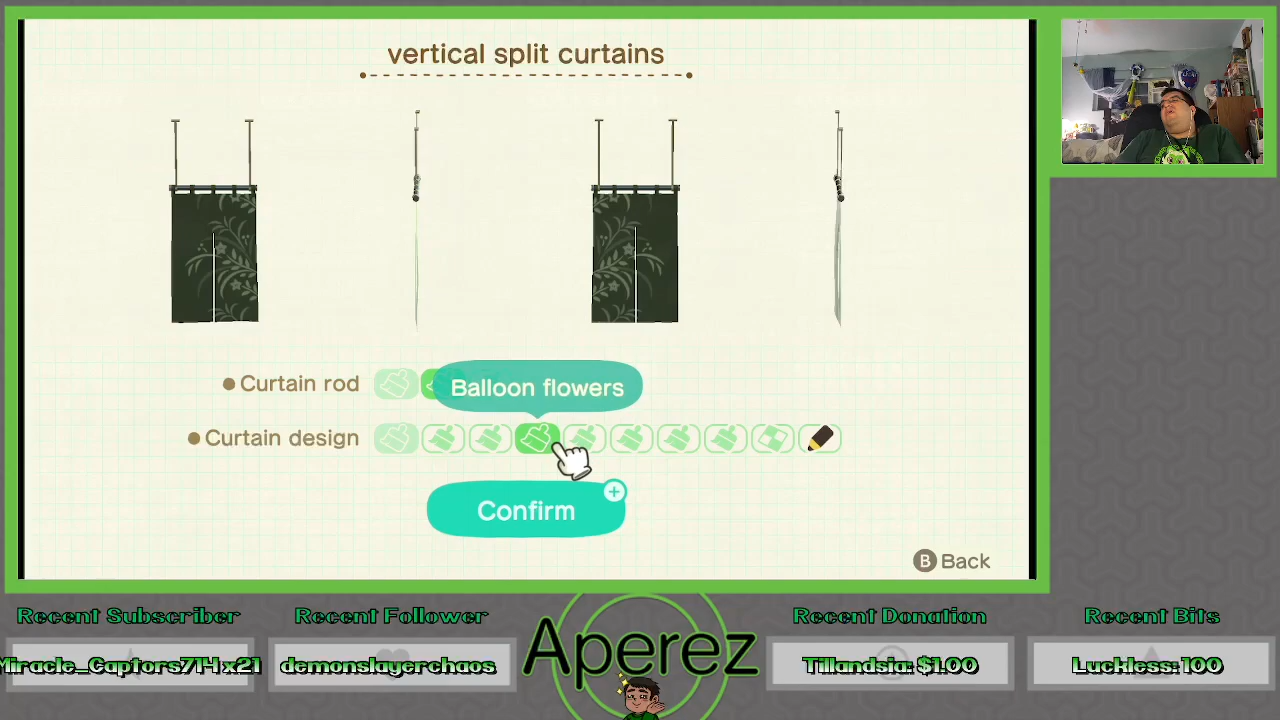 vertical split curtains
Curtain rod
Balloon flowers
Curtain design
Confirm
B Back
Recent Subscriber
Recent Follower
Recent Donation
Recent Bits
Miracle_Captors714 x21
demonslayerchaos
Aperez
Tillandsia: $1.00
Luckless: 100